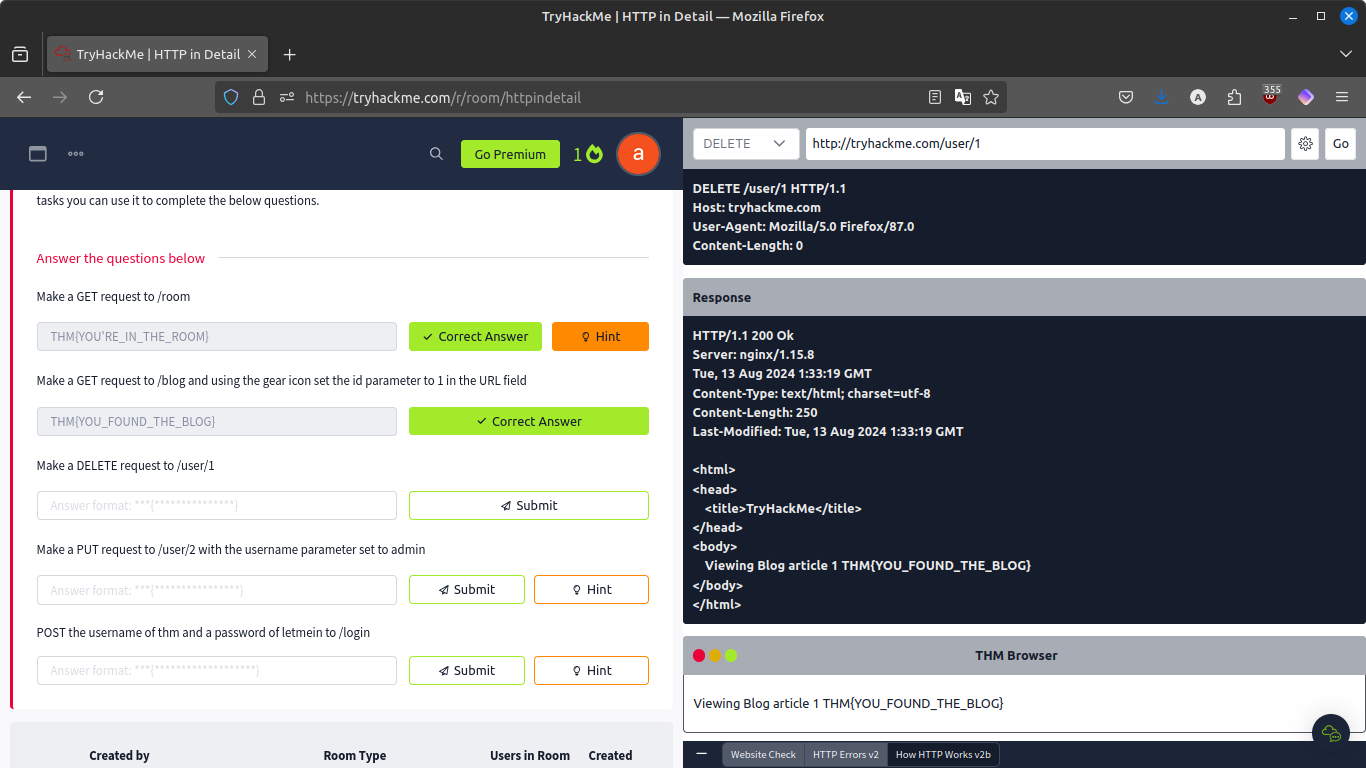 TryHackMe | HTTP in Detail — Mozilla Firefox
TryHackMe | HTTP in Detail
https://tryhackme.com/r/room/httpindetail
A
355
Go Premium
1
a
tasks you can use it to complete the below questions.
Answer the questions below
Make a GET request to /room
THM{YOU'RE_IN_THE_ROOM}
Correct Answer
Hint
Make a GET request to /blog and using the gear icon set the id parameter to 1 in the URL field
THM{YOU_FOUND_THE_BLOG}
Correct Answer
Make a DELETE request to /user/1
Answer format: ***{***************}
Submit
Make a PUT request to /user/2 with the username parameter set to admin
Answer format: ***{****************}
Submit
Hint
POST the username of thm and a password of letmein to /login
Answer format: ***{*******************}
Submit
Hint
Created by
Room Type
Users in Room
Created
DELETE
http://tryhackme.com/user/1
Go
DELETE /user/1 HTTP/1.1
Host: tryhackme.com
User-Agent: Mozilla/5.0 Firefox/87.0
Content-Length: 0
Response
HTTP/1.1 200 Ok
Server: nginx/1.15.8
Tue, 13 Aug 2024 1:33:19 GMT
Content-Type: text/html; charset=utf-8
Content-Length: 250
Last-Modified: Tue, 13 Aug 2024 1:33:19 GMT
<html>
<head>
<title>TryHackMe</title>
</head>
<body>
Viewing Blog article 1 THM{YOU_FOUND_THE_BLOG}
</body>
</html>
THM Browser
Viewing Blog article 1 THM{YOU_FOUND_THE_BLOG}
Website Check
HTTP Errors v2
How HTTP Works v2b